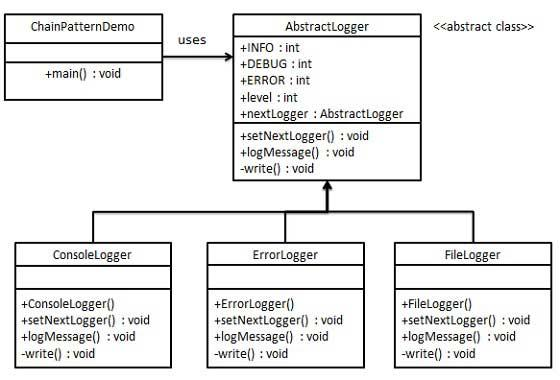 ChainPatternDemo
+main() : void
uses
AbstractLogger
<<abstract class>>
+INFO : int
+DEBUG : int
+ERROR : int
+level : int
+nextLogger : AbstractLogger
+setNextLogger() : void
+logMessage() : void
-write() : void
ConsoleLogger
+ConsoleLogger()
+setNextLogger() : void
+logMessage() : void
-write() : void
ErrorLogger
+ErrorLogger()
+setNextLogger() : void
+logMessage() : void
-write() : void
FileLogger
+FileLogger()
+setNextLogger() : void
+logMessage() : void
-write() : void